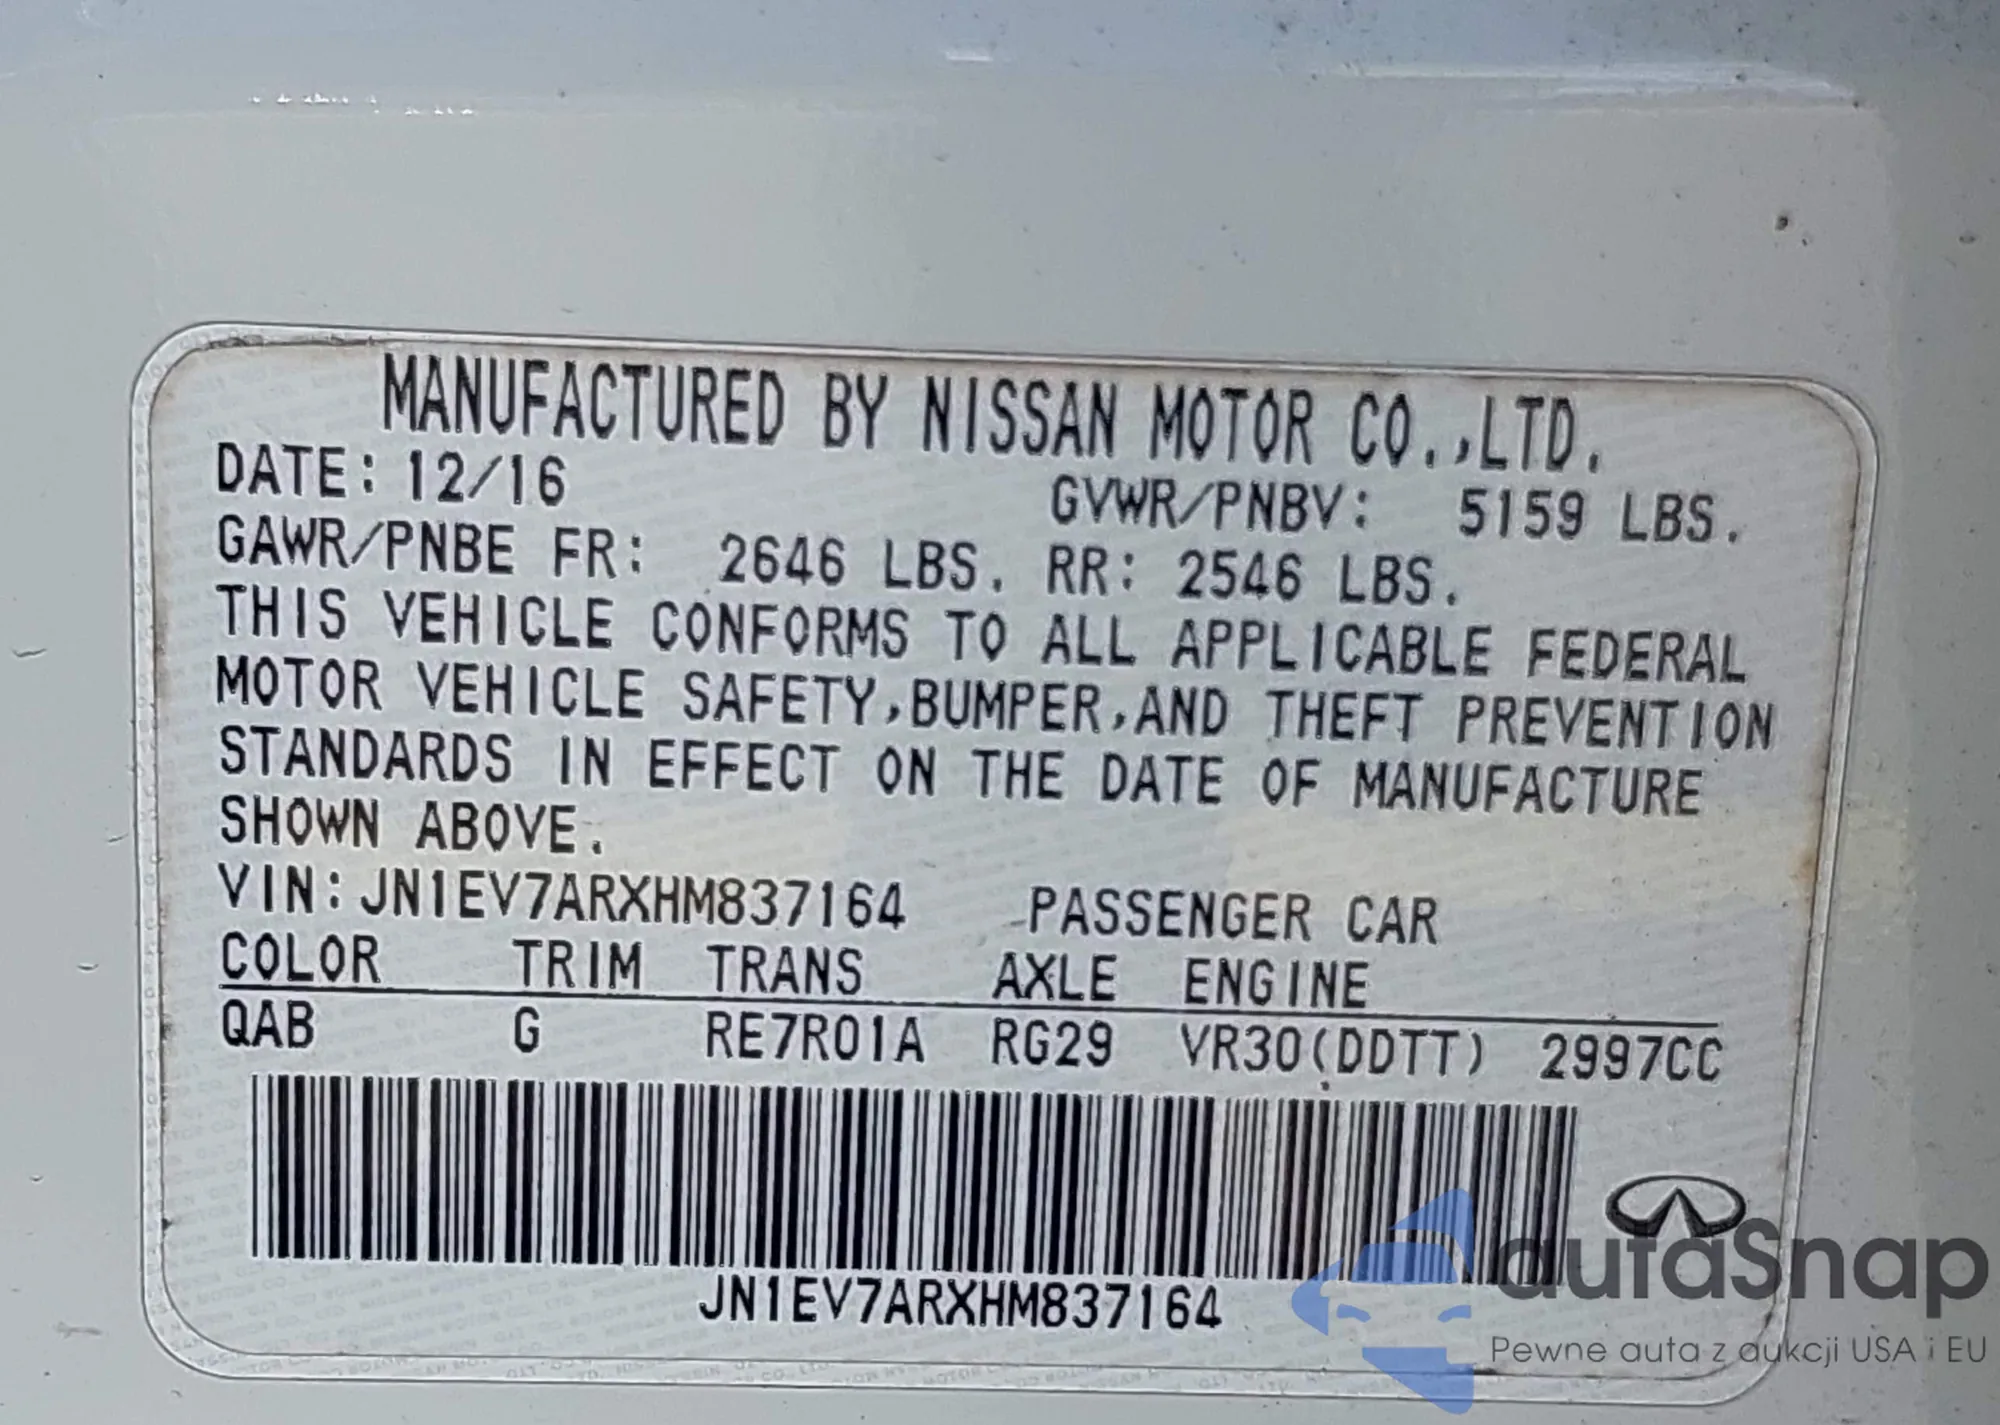 MANUFACTURED BY NISSAN MOTOR CO.,LTD.
DATE: 12/16 GVWR/PNBV: 5159 LBS.
GAWR/PNBE FR: 2646 LBS. RR: 2546 LBS.
THIS VEHICLE CONFORMS TO ALL APPLICABLE FEDERAL
MOTOR VEHICLE SAFETY,BUMPER,AND THEFT PREVENTION
STANDARDS IN EFFECT ON THE DATE OF MANUFACTURE
SHOWN ABOVE.
VIN:JN1EV7ARXHM837164 PASSENGER CAR
COLOR TRIM TRANS AXLE ENGINE
QAB G RE7R01A RG29 VR30(DDTT) 2997CC
JN1EV7ARXHM837164
autaSnap
Pewne auta z aukcji USA i EU